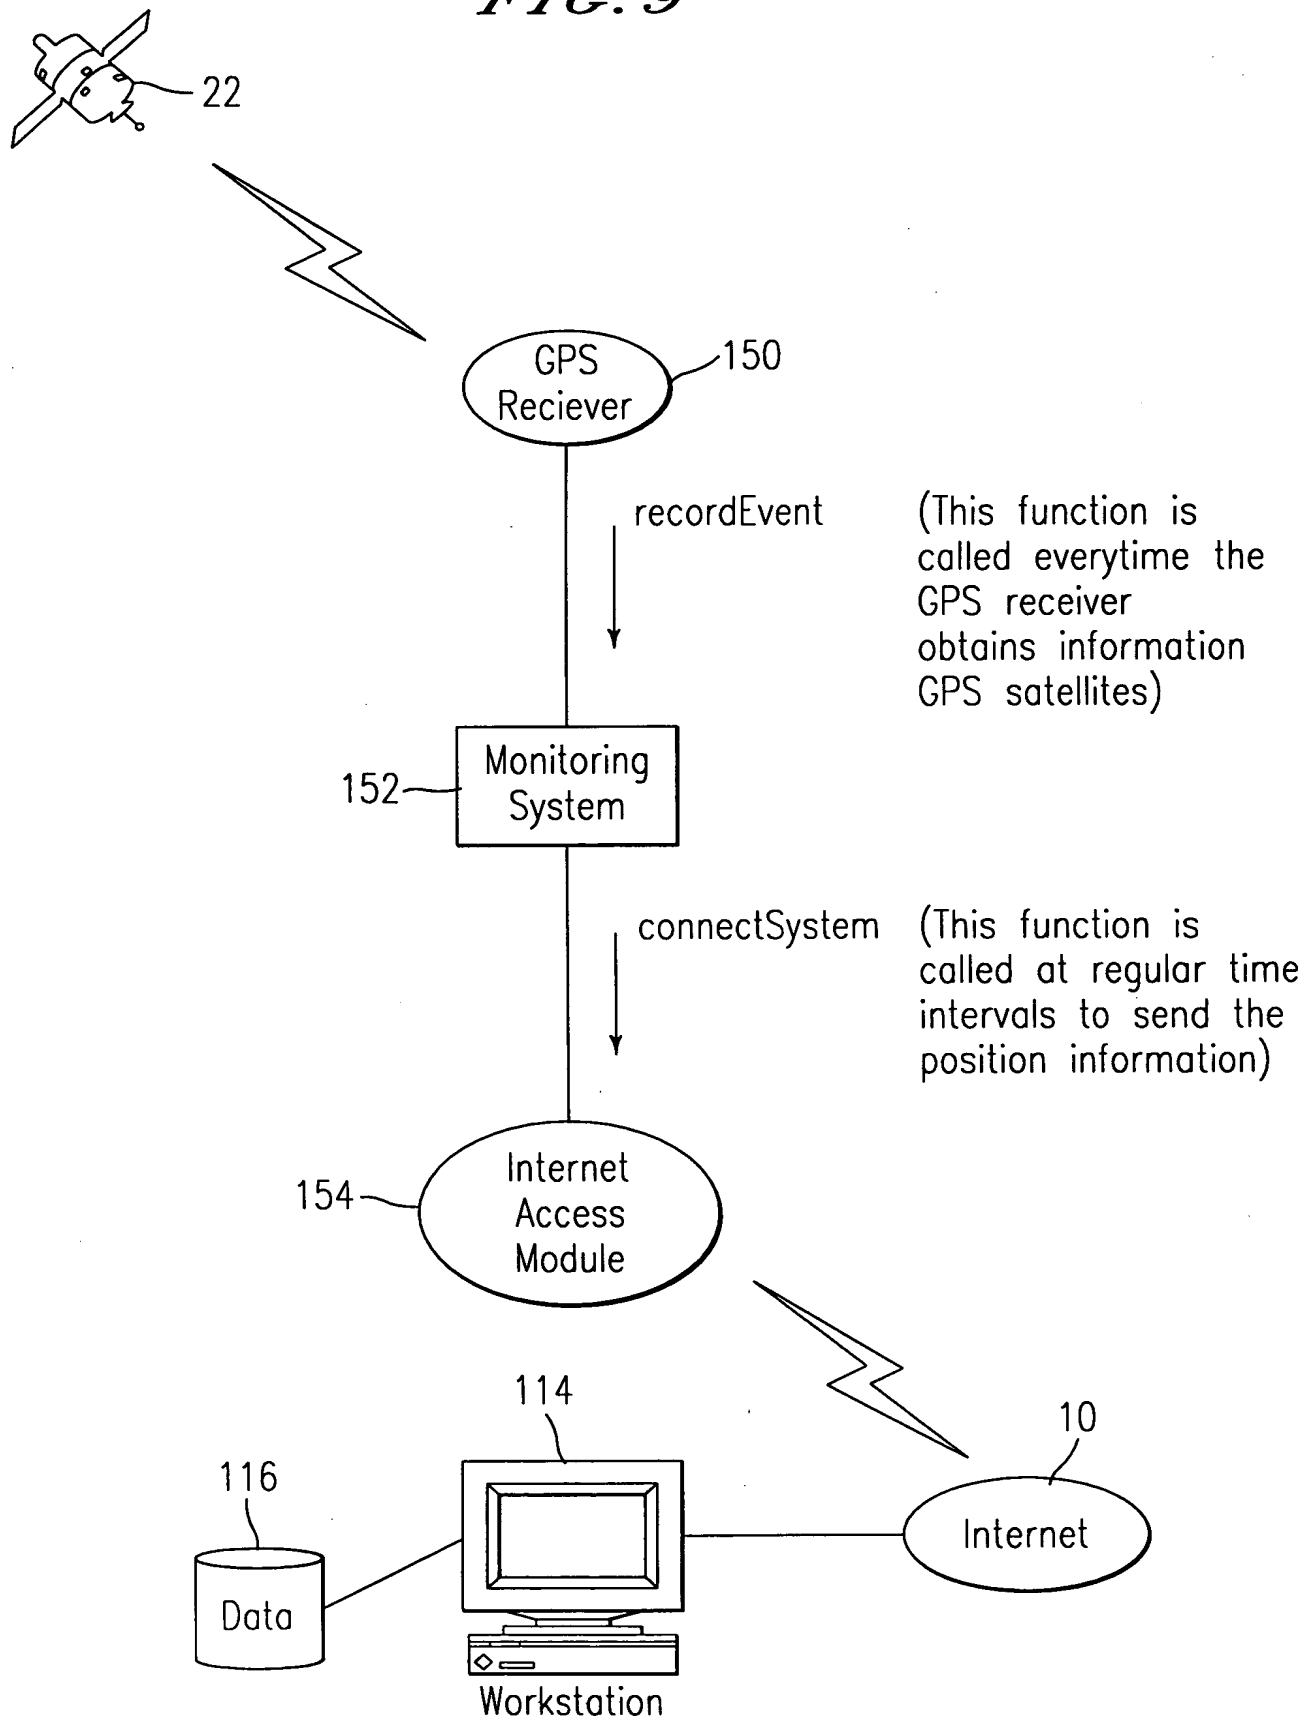 FIG. 9
22
GPS
Reciever
150
recordEvent
(This function is
called everytime the
GPS receiver
obtains information
GPS satellites)
Monitoring
System
152
connectSystem
(This function is
called at regular time
intervals to send the
position information)
Internet
Access
Module
154
114
10
116
Internet
Data
Workstation